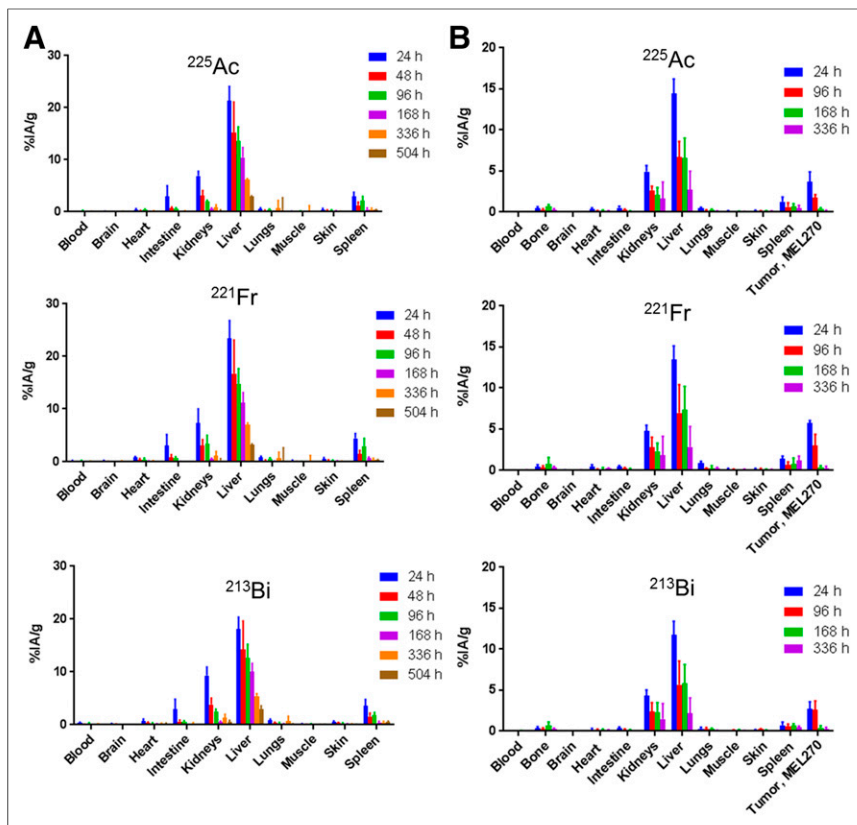 A
²²⁵Ac
%IA/g
30
20
10
0
24 h
48 h
96 h
168 h
336 h
504 h
Blood
Brain
Heart
Intestine
Kidneys
Liver
Lungs
Muscle
Skin
Spleen
²²¹Fr
%IA/g
30
20
10
0
24 h
48 h
96 h
168 h
336 h
504 h
Blood
Brain
Heart
Intestine
Kidneys
Liver
Lungs
Muscle
Skin
Spleen
²¹³Bi
%IA/g
30
20
10
0
24 h
48 h
96 h
168 h
336 h
504 h
Blood
Brain
Heart
Intestine
Kidneys
Liver
Lungs
Muscle
Skin
Spleen
B
²²⁵Ac
%IA/g
20
15
10
5
0
24 h
96 h
168 h
336 h
Blood
Bone
Brain
Heart
Intestine
Kidneys
Liver
Lungs
Muscle
Skin
Spleen
Tumor, MEL270
²²¹Fr
%IA/g
20
15
10
5
0
24 h
96 h
168 h
336 h
Blood
Bone
Brain
Heart
Intestine
Kidneys
Liver
Lungs
Muscle
Skin
Spleen
Tumor, MEL270
²¹³Bi
%IA/g
20
15
10
5
0
24 h
96 h
168 h
336 h
Blood
Bone
Brain
Heart
Intestine
Kidneys
Liver
Lungs
Muscle
Skin
Spleen
Tumor, MEL270